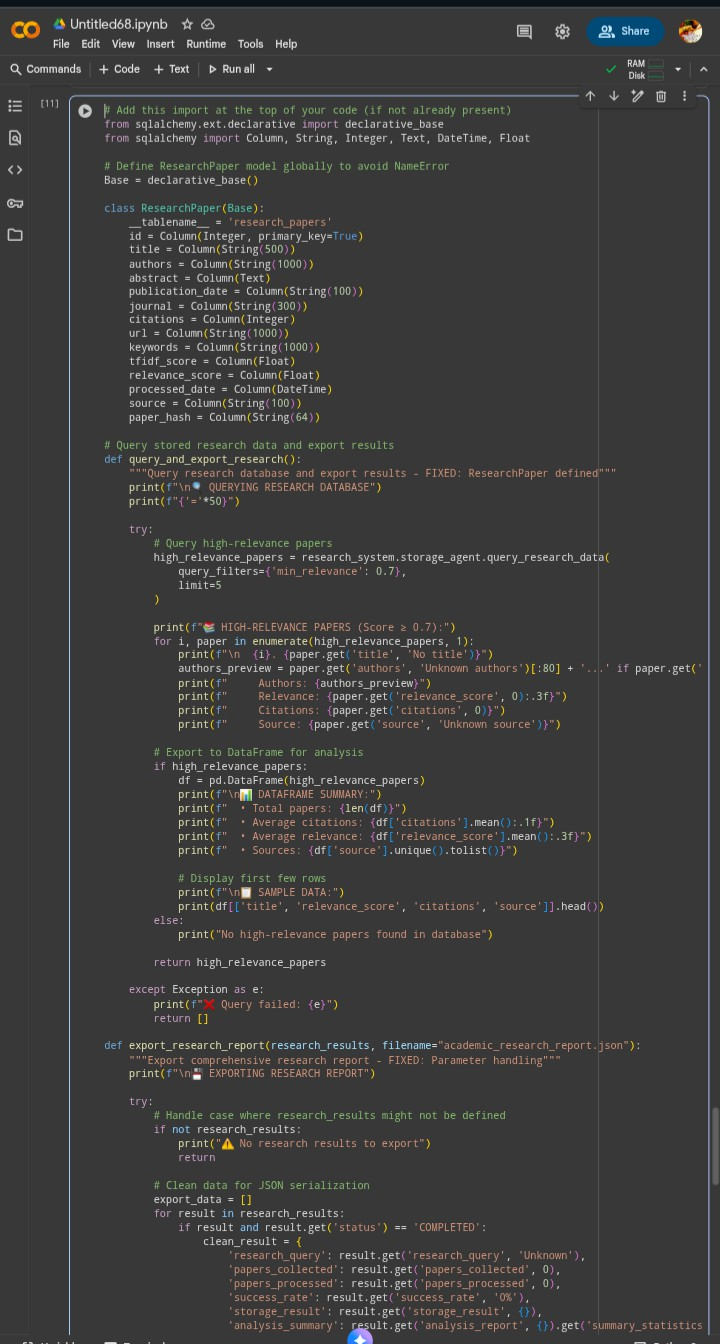 Untitled68.ipynb
File Edit View Insert Runtime Tools Help
Share
Commands + Code + Text Run all
RAM
Disk
[11]
# Add this import at the top of your code (if not already present)
from sqlalchemy.ext.declarative import declarative_base
from sqlalchemy import Column, String, Integer, Text, DateTime, Float
# Define ResearchPaper model globally to avoid NameError
Base = declarative_base()
class ResearchPaper(Base):
    __tablename__ = 'research_papers'
    id = Column(Integer, primary_key=True)
    title = Column(String(500))
    authors = Column(String(1000))
    abstract = Column(Text)
    publication_date = Column(String(100))
    journal = Column(String(300))
    citations = Column(Integer)
    url = Column(String(1000))
    keywords = Column(String(1000))
    tfidf_score = Column(Float)
    relevance_score = Column(Float)
    processed_date = Column(DateTime)
    source = Column(String(100))
    paper_hash = Column(String(64))
# Query stored research data and export results
def query_and_export_research():
    """Query research database and export results - FIXED: ResearchPaper defined"""
    print(f"\n🔍 QUERYING RESEARCH DATABASE")
    print(f"{'='*50}")
    try:
        # Query high-relevance papers
        high_relevance_papers = research_system.storage_agent.query_research_data(
            query_filters={'min_relevance': 0.7},
            limit=5
        )
        print(f"📚 HIGH-RELEVANCE PAPERS (Score ≥ 0.7):")
        for i, paper in enumerate(high_relevance_papers, 1):
            print(f"\n  {i}. {paper.get('title', 'No title')}")
            authors_preview = paper.get('authors', 'Unknown authors')[:80] + '...' if paper.get('
            print(f"     Authors: {authors_preview}")
            print(f"     Relevance: {paper.get('relevance_score', 0):.3f}")
            print(f"     Citations: {paper.get('citations', 0)}")
            print(f"     Source: {paper.get('source', 'Unknown source')}")
        # Export to DataFrame for analysis
        if high_relevance_papers:
            df = pd.DataFrame(high_relevance_papers)
            print(f"\n📊 DATAFRAME SUMMARY:")
            print(f"  • Total papers: {len(df)}")
            print(f"  • Average citations: {df['citations'].mean():.1f}")
            print(f"  • Average relevance: {df['relevance_score'].mean():.3f}")
            print(f"  • Sources: {df['source'].unique().tolist()}")
            # Display first few rows
            print(f"\n📋 SAMPLE DATA:")
            print(df[['title', 'relevance_score', 'citations', 'source']].head())
        else:
            print("No high-relevance papers found in database")
        return high_relevance_papers
    except Exception as e:
        print(f"❌ Query failed: {e}")
        return []
def export_research_report(research_results, filename="academic_research_report.json"):
    """Export comprehensive research report - FIXED: Parameter handling"""
    print(f"\n💾 EXPORTING RESEARCH REPORT")
    try:
        # Handle case where research_results might not be defined
        if not research_results:
            print("⚠️ No research results to export")
            return
        # Clean data for JSON serialization
        export_data = []
        for result in research_results:
            if result and result.get('status') == 'COMPLETED':
                clean_result = {
                    'research_query': result.get('research_query', 'Unknown'),
                    'papers_collected': result.get('papers_collected', 0),
                    'papers_processed': result.get('papers_processed', 0),
                    'success_rate': result.get('success_rate', '0%'),
                    'storage_result': result.get('storage_result', {}),
                    'analysis_summary': result.get('analysis_report', {}).get('summary_statistics